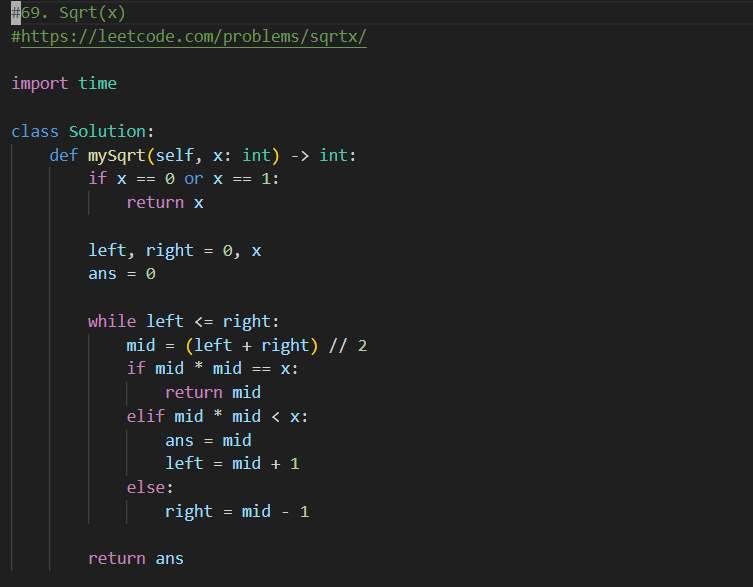 #69. Sqrt(x)
#https://leetcode.com/problems/sqrtx/
import time
class Solution:
    def mySqrt(self, x: int) -> int:
        if x == 0 or x == 1:
            return x
        left, right = 0, x
        ans = 0
        while left <= right:
            mid = (left + right) // 2
            if mid * mid == x:
                return mid
            elif mid * mid < x:
                ans = mid
                left = mid + 1
            else:
                right = mid - 1
        return ans